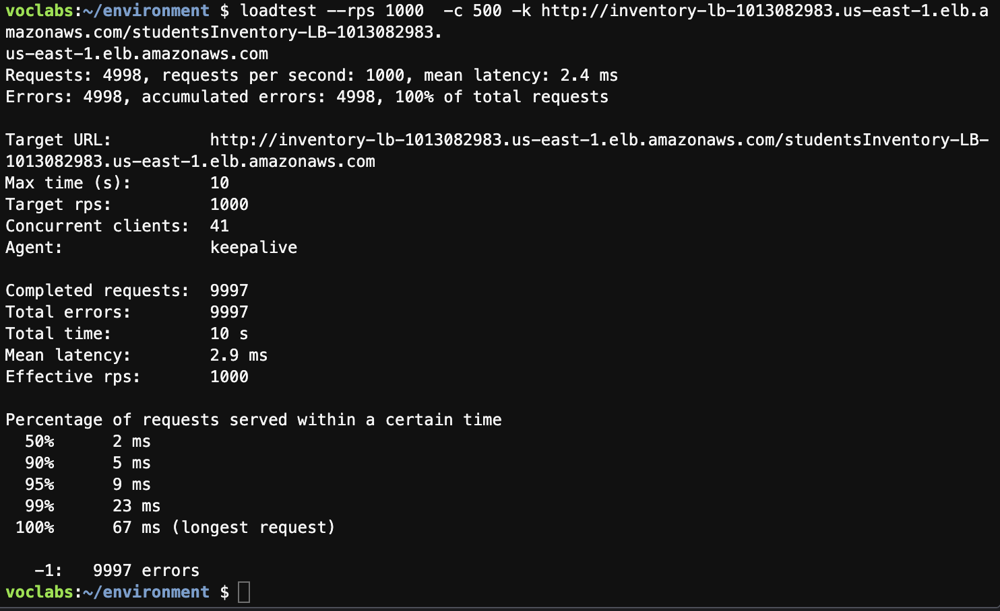 voclabs:~/environment $ loadtest --rps 1000  -c 500 -k http://inventory-lb-1013082983.us-east-1.elb.a
mazonaws.com/studentsInventory-LB-1013082983.
us-east-1.elb.amazonaws.com
Requests: 4998, requests per second: 1000, mean latency: 2.4 ms
Errors: 4998, accumulated errors: 4998, 100% of total requests

Target URL:          http://inventory-lb-1013082983.us-east-1.elb.amazonaws.com/studentsInventory-LB-
1013082983.us-east-1.elb.amazonaws.com
Max time (s):        10
Target rps:          1000
Concurrent clients:  41
Agent:               keepalive

Completed requests:  9997
Total errors:        9997
Total time:          10 s
Mean latency:        2.9 ms
Effective rps:       1000

Percentage of requests served within a certain time
  50%      2 ms
  90%      5 ms
  95%      9 ms
  99%      23 ms
 100%      67 ms (longest request)

   -1:   9997 errors
voclabs:~/environment $